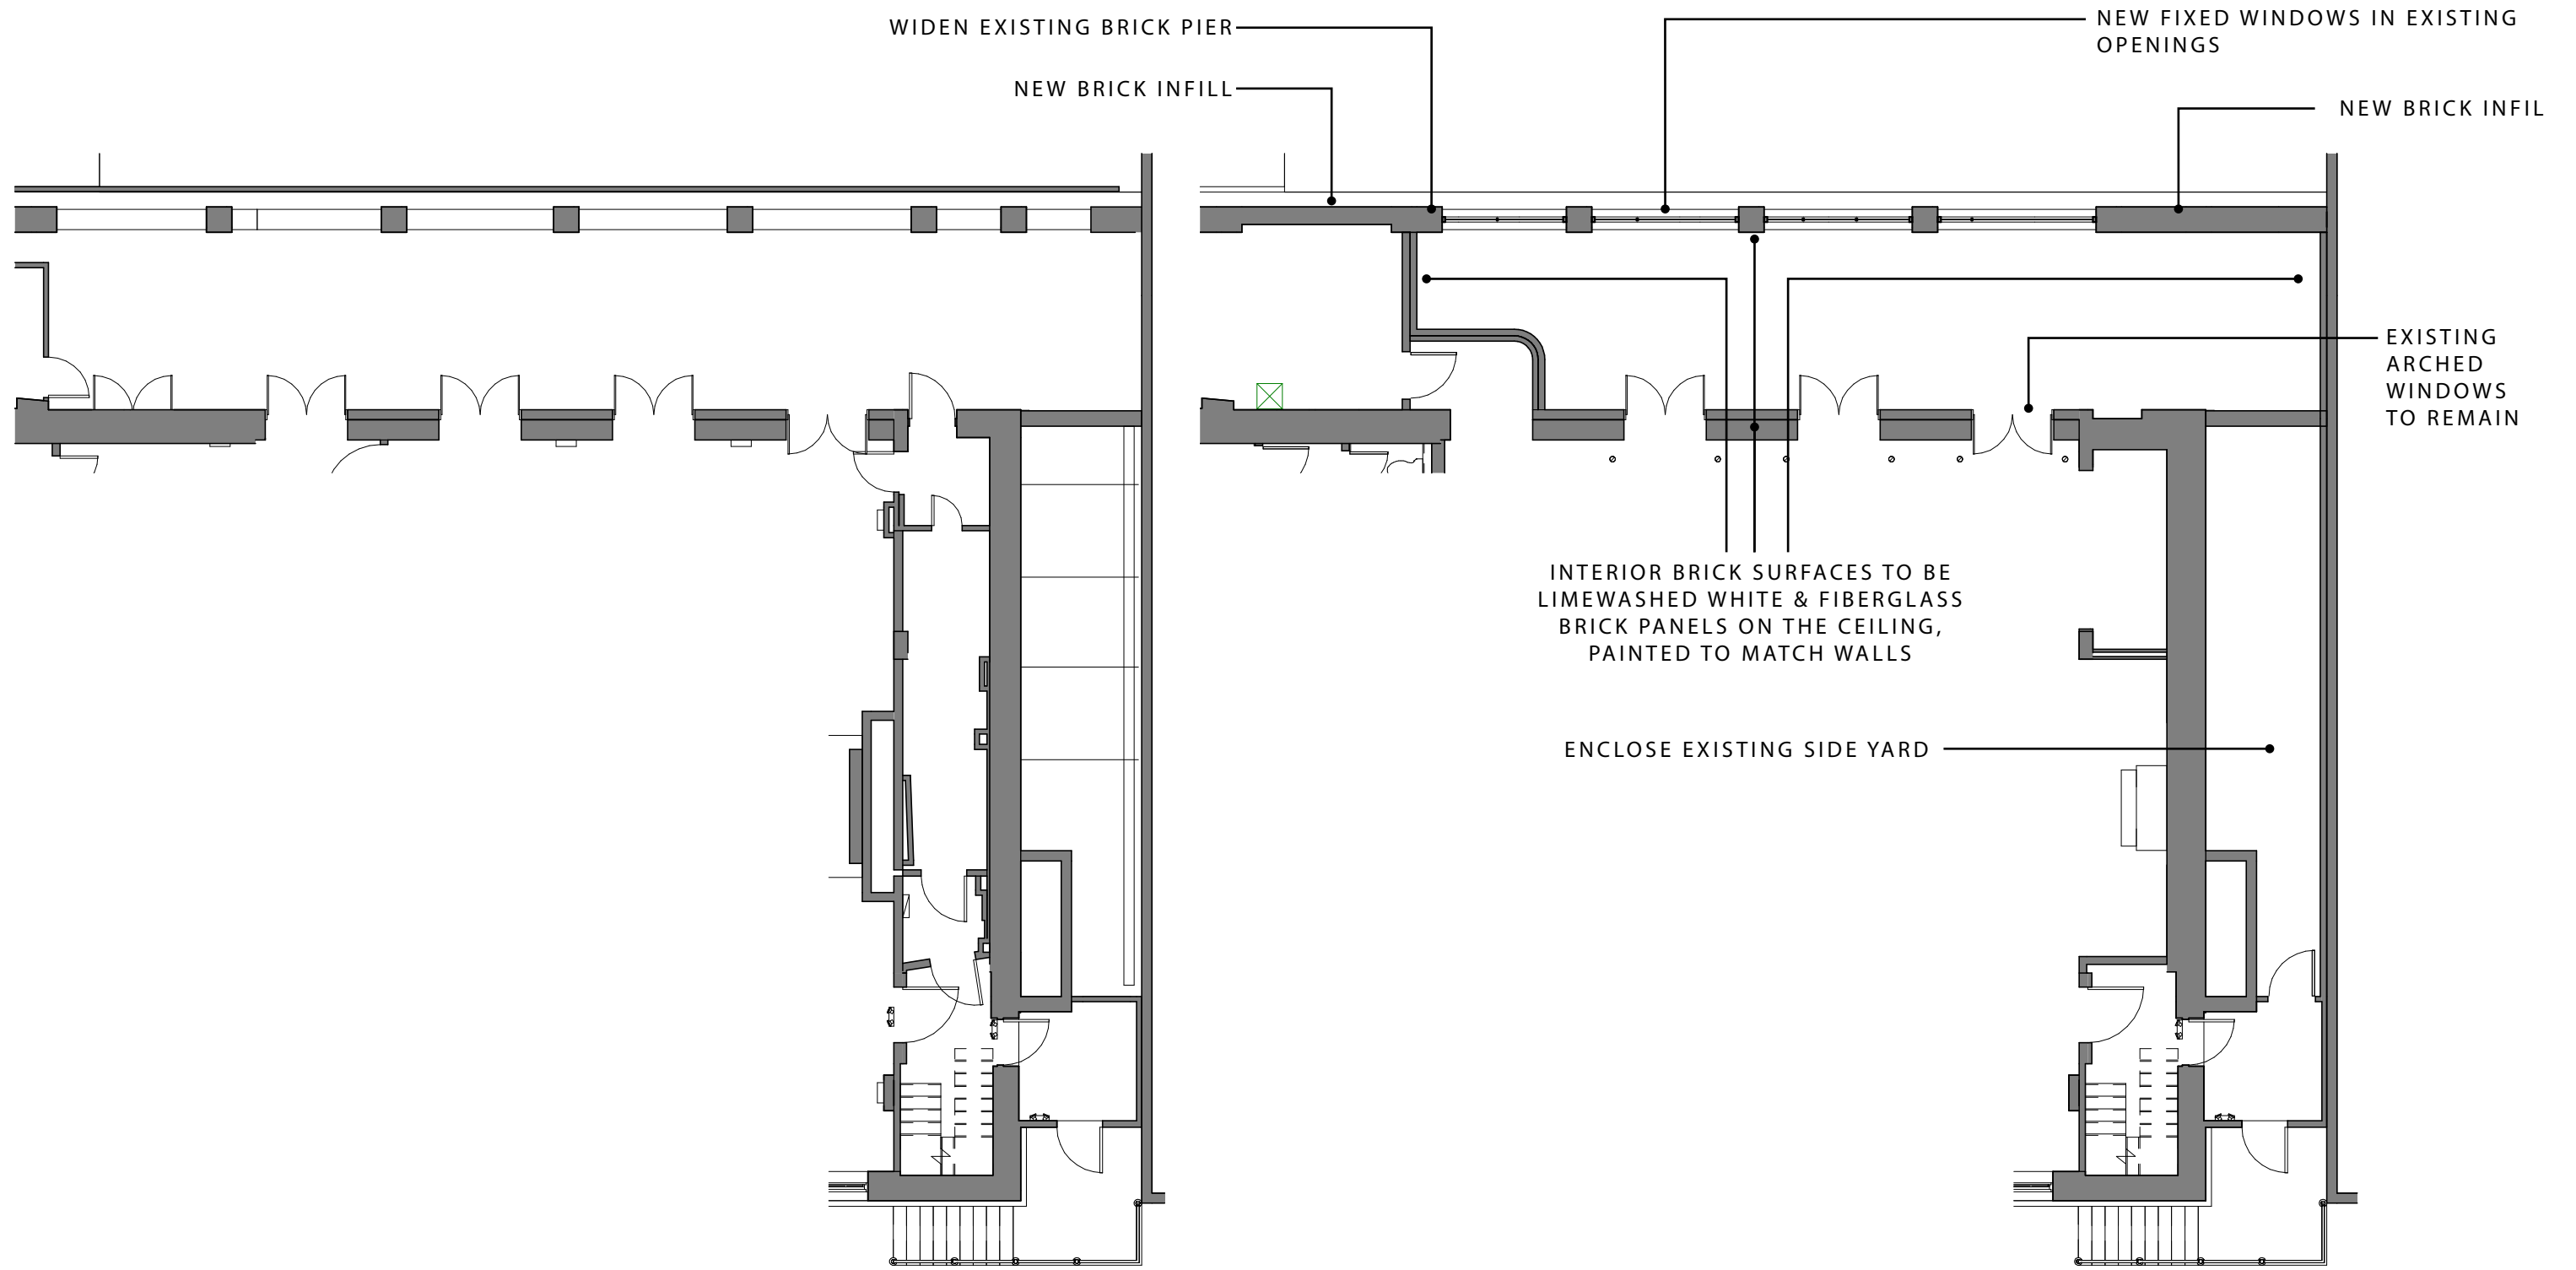 WIDEN EXISTING BRICK PIER
NEW BRICK INFILL
NEW FIXED WINDOWS IN EXISTING
OPENINGS
NEW BRICK INFIL
EXISTING
ARCHED
WINDOWS
TO REMAIN
INTERIOR BRICK SURFACES TO BE
LIMEWASHED WHITE & FIBERGLASS
BRICK PANELS ON THE CEILING,
PAINTED TO MATCH WALLS
ENCLOSE EXISTING SIDE YARD